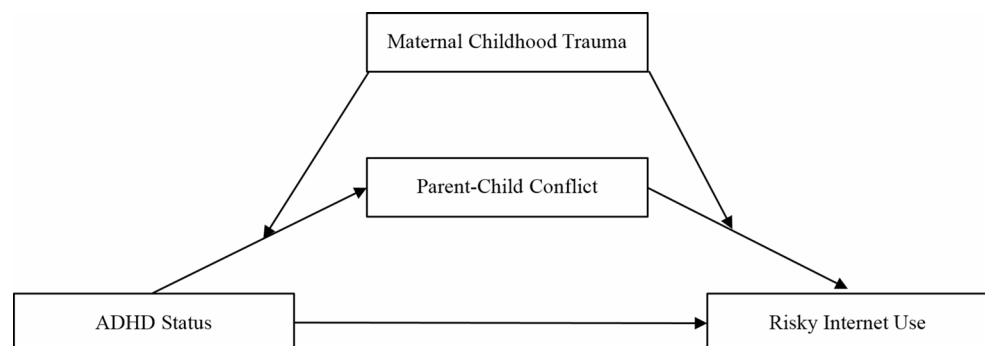 Maternal Childhood Trauma
Parent-Child Conflict
ADHD Status
Risky Internet Use